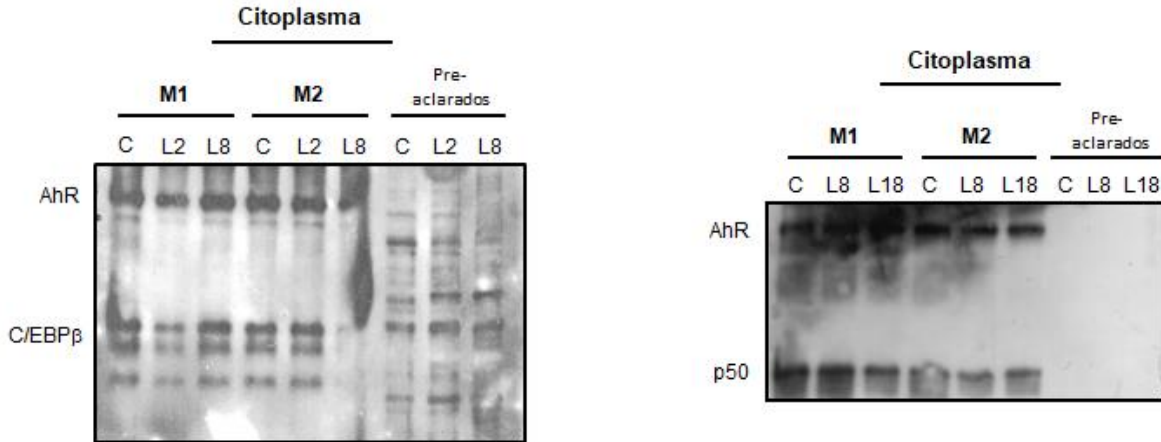 Citoplasma
M1 M2 Pre-aclarados
C L2 L8 C L2 L8 C L2 L8
AhR
C/EBPβ
Citoplasma
M1 M2 Pre-aclarados
C L8 L18 C L8 L18 C L8 L18
AhR
p50